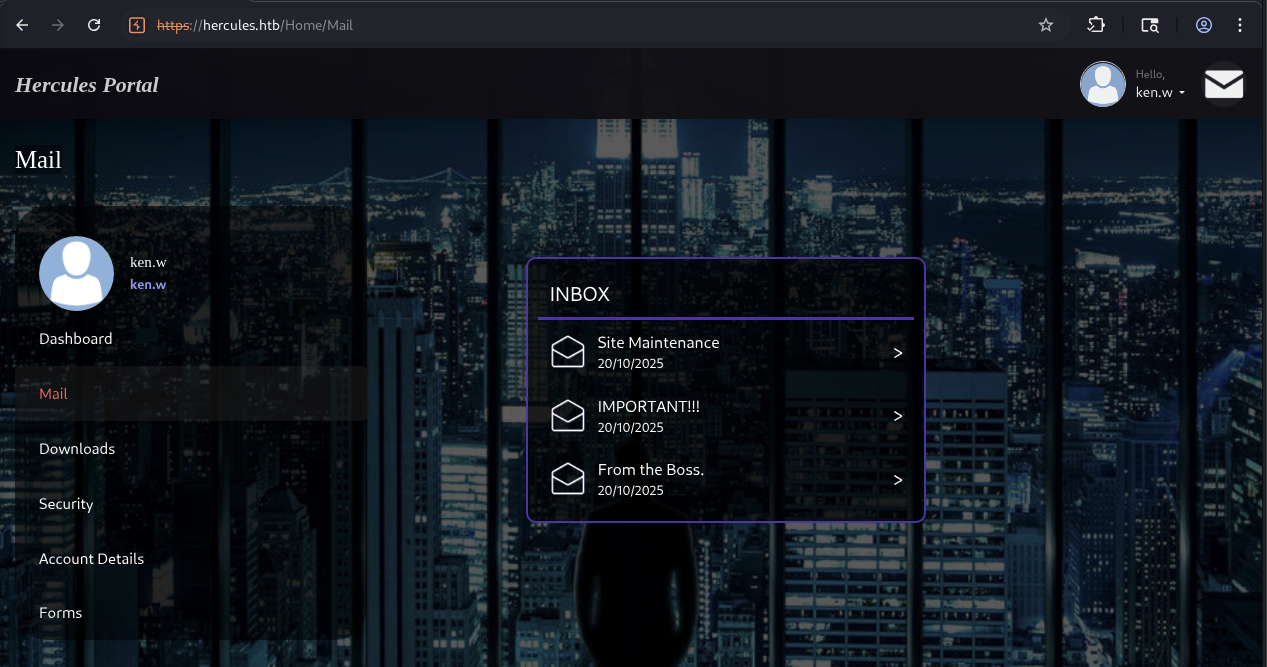 https://hercules.htb/Home/Mail
Hercules Portal
Hello,
ken.w
Mail
ken.w
ken.w
Dashboard
Mail
Downloads
Security
Account Details
Forms
INBOX
Site Maintenance
20/10/2025
IMPORTANT!!!
20/10/2025
From the Boss.
20/10/2025